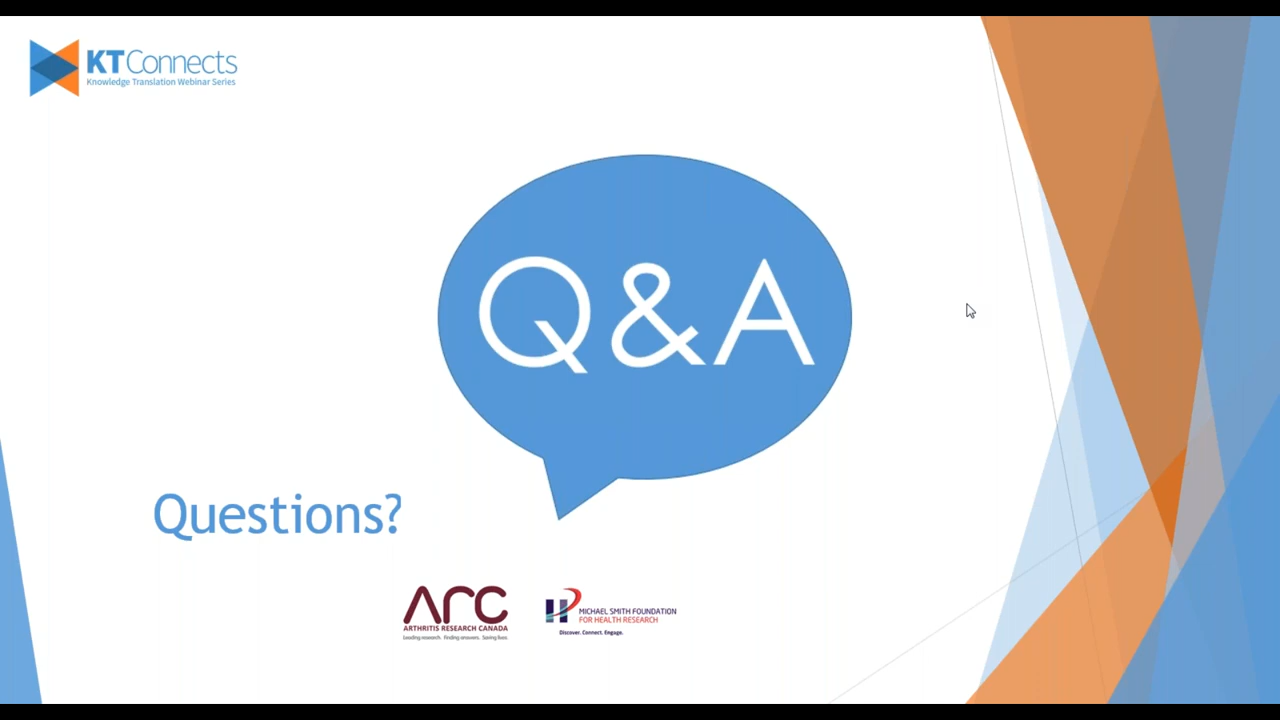 KTConnects
Knowledge Translation Webinar Series
Q&A
Questions?
ARC
ARTHRITIS RESEARCH CANADA
Leading research. Finding answers. Saving lives.
MICHAEL SMITH FOUNDATION
FOR HEALTH RESEARCH
Discover. Connect. Engage.